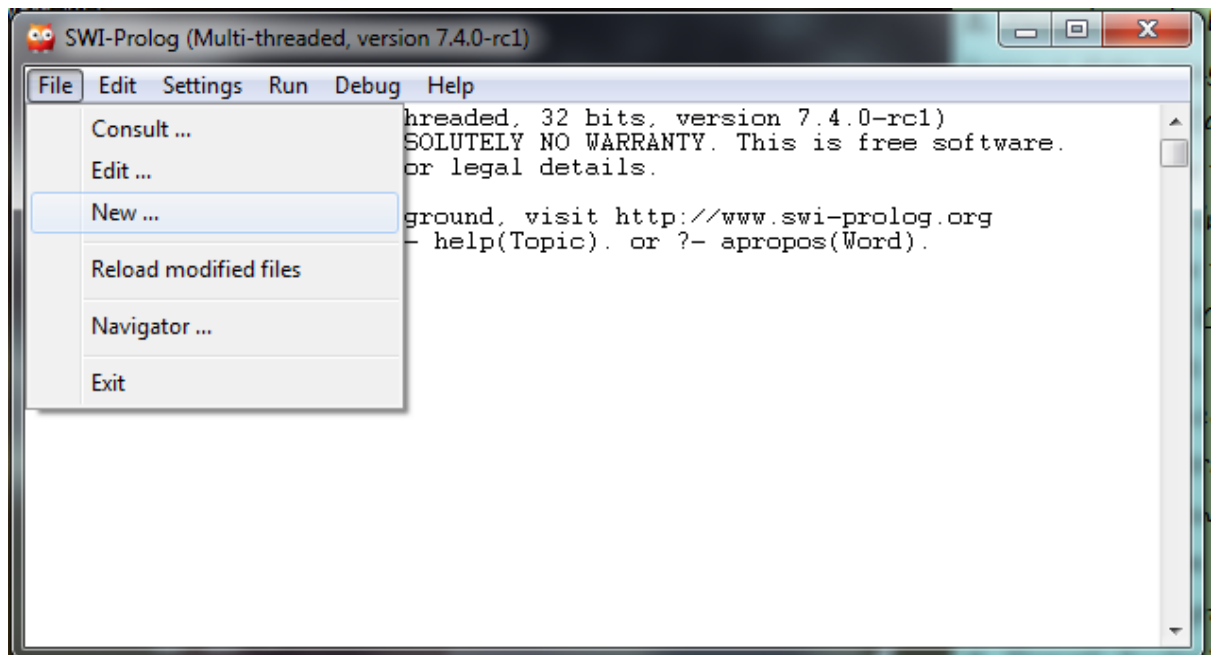 SWI-Prolog (Multi-threaded, version 7.4.0-rc1)
File Edit Settings Run Debug Help
Consult ...
Edit ...
New ...
Reload modified files
Navigator ...
Exit
hreaded, 32 bits, version 7.4.0-rc1)
SOLUTELY NO WARRANTY. This is free software.
or legal details.
ground, visit http://www.swi-prolog.org
- help(Topic). or ?- apropos(Word).